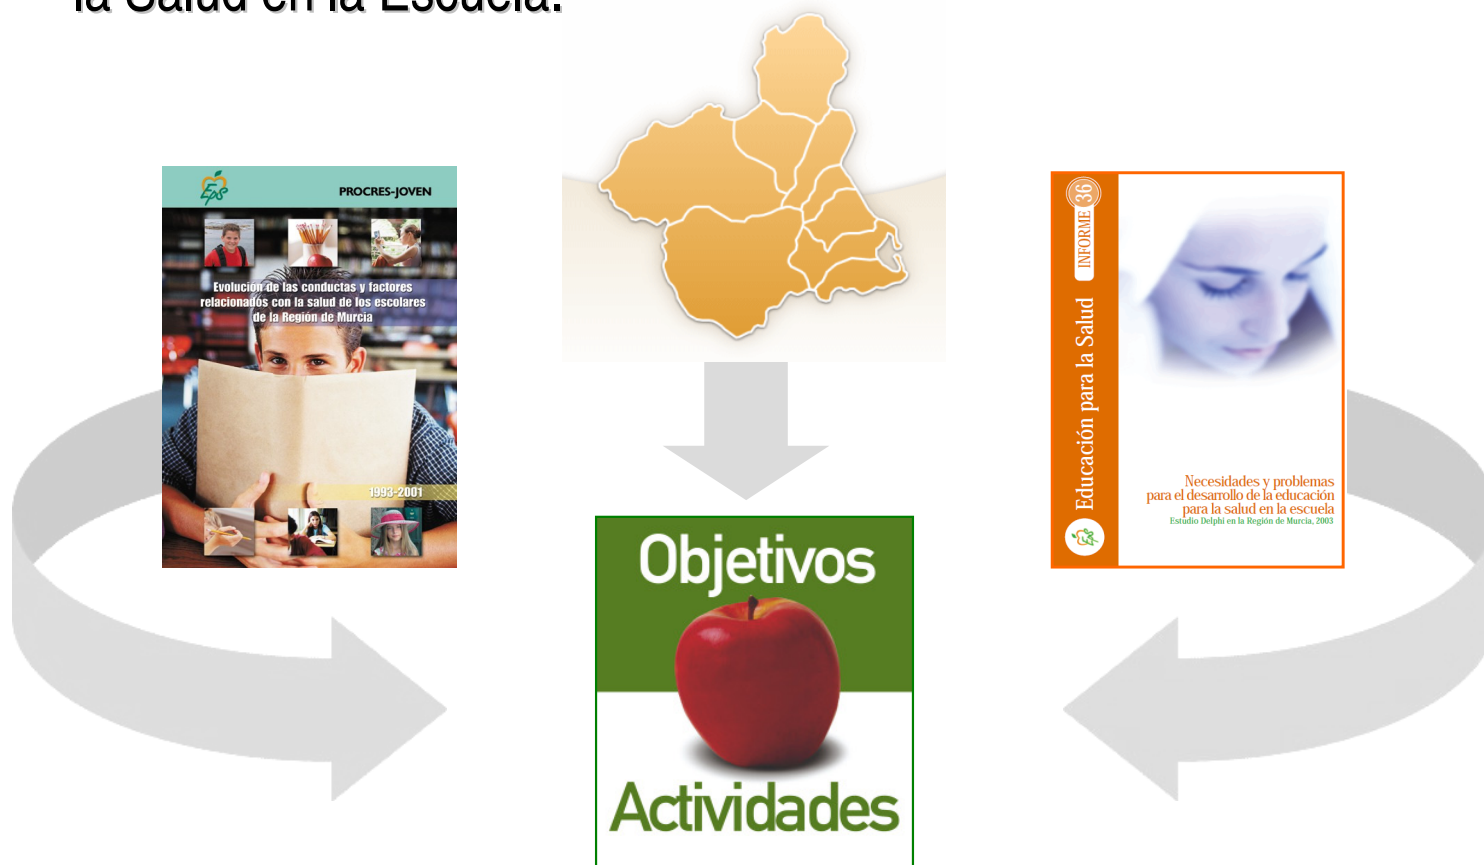 la Salud en la Escuela.
EpS
PROCRES-JOVEN
Evolución de las conductas y factores
relacionados con la salud de los escolares
de la Región de Murcia
1993-2001
INFORME 36
Educación para la Salud
Necesidades y problemas
para el desarrollo de la educación
para la salud en la escuela
Estudio Delphi en la Región de Murcia, 2003
Objetivos
Actividades